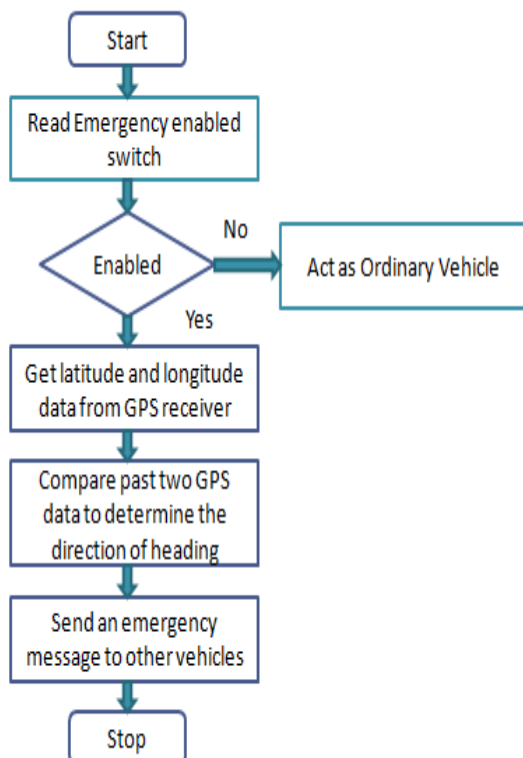 Start
Read Emergency enabled
switch
Enabled
No
Act as Ordinary Vehicle
Yes
Get latitude and longitude
data from GPS receiver
Compare past two GPS
data to determine the
direction of heading
Send an emergency
message to other vehicles
Stop